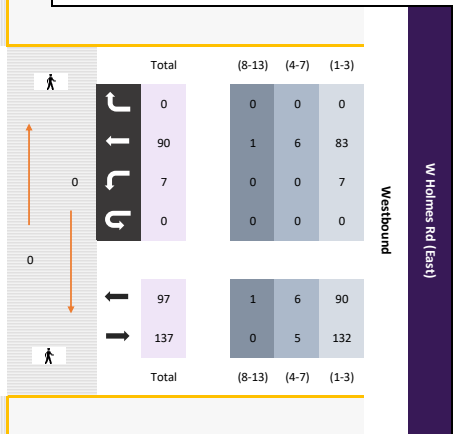 Total (8-13) (4-7) (1-3)
0 0 0 0
90 1 6 83
0 7 0 0 7
0 0 0 0
0
97 1 6 90
137 0 5 132
Total (8-13) (4-7) (1-3)
Westbound
W Holmes Rd (East)